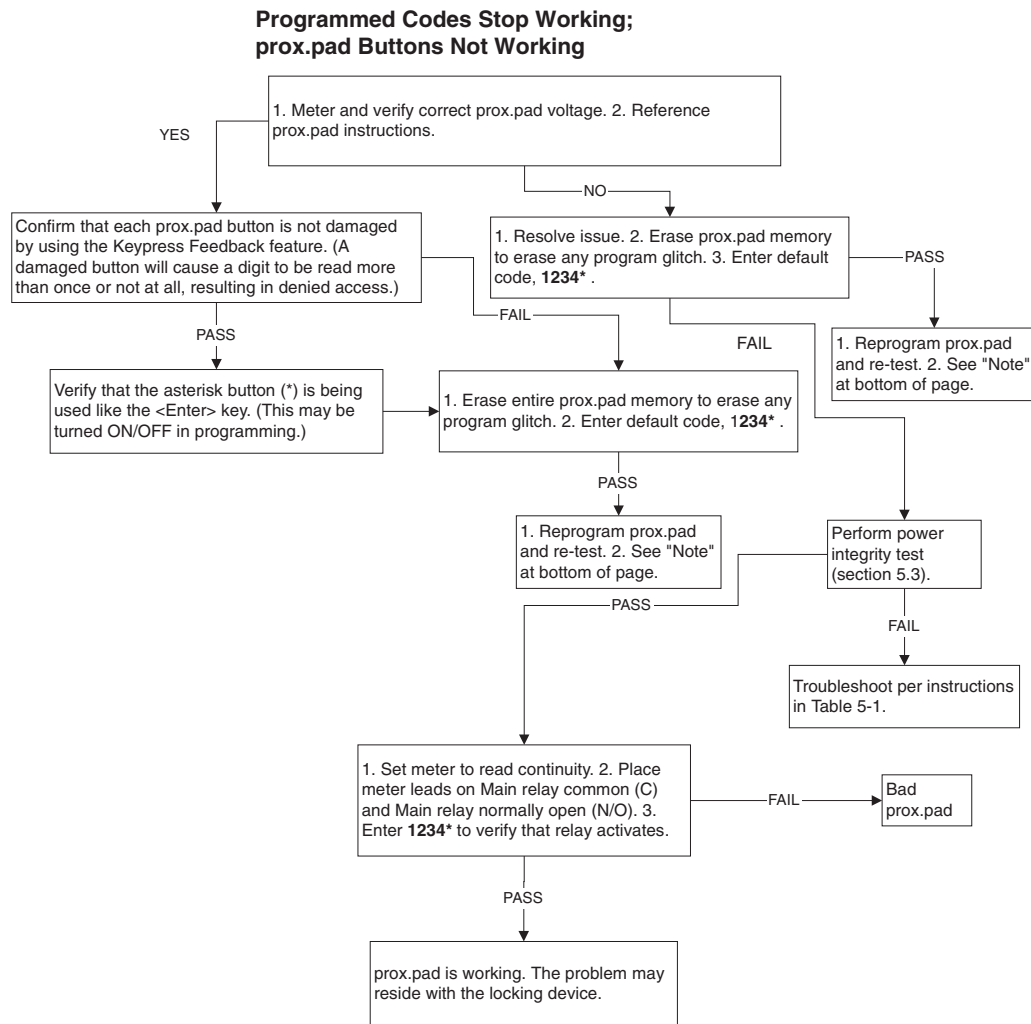 Programmed Codes Stop Working;
prox.pad Buttons Not Working
1. Meter and verify correct prox.pad voltage. 2. Reference
prox.pad instructions.
YES
NO
Confirm that each prox.pad button is not damaged
by using the Keypress Feedback feature. (A
damaged button will cause a digit to be read more
than once or not at all, resulting in denied access.)
1. Resolve issue. 2. Erase prox.pad memory
to erase any program glitch. 3. Enter default
code, 1234* .
PASS
FAIL
PASS
FAIL
1. Reprogram prox.pad
and re-test. 2. See "Note"
at bottom of page.
Verify that the asterisk button (*) is being
used like the <Enter> key. (This may be
turned ON/OFF in programming.)
1. Erase entire prox.pad memory to erase any
program glitch. 2. Enter default code, 1234* .
PASS
1. Reprogram prox.pad
and re-test. 2. See "Note"
at bottom of page.
Perform power
integrity test
(section 5.3).
PASS
FAIL
Troubleshoot per instructions
in Table 5-1.
1. Set meter to read continuity. 2. Place
meter leads on Main relay common (C)
and Main relay normally open (N/O). 3.
Enter 1234* to verify that relay activates.
FAIL
Bad
prox.pad
PASS
prox.pad is working. The problem may
reside with the locking device.